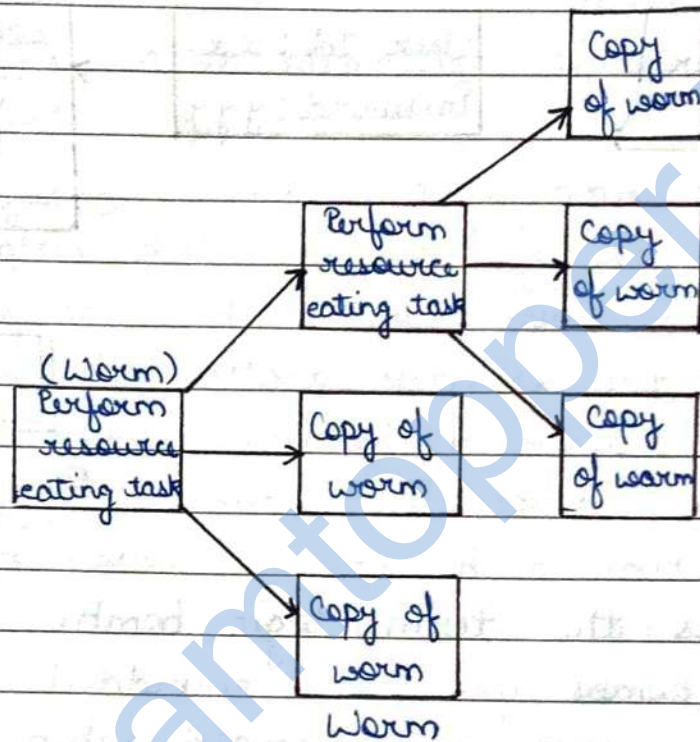 Copy
of worm
Perform
resource
eating task
Copy
of worm
(Worm)
Perform
resource
eating task
Copy of
worm
Copy
of worm
Copy of
worm
Worm
amtopper